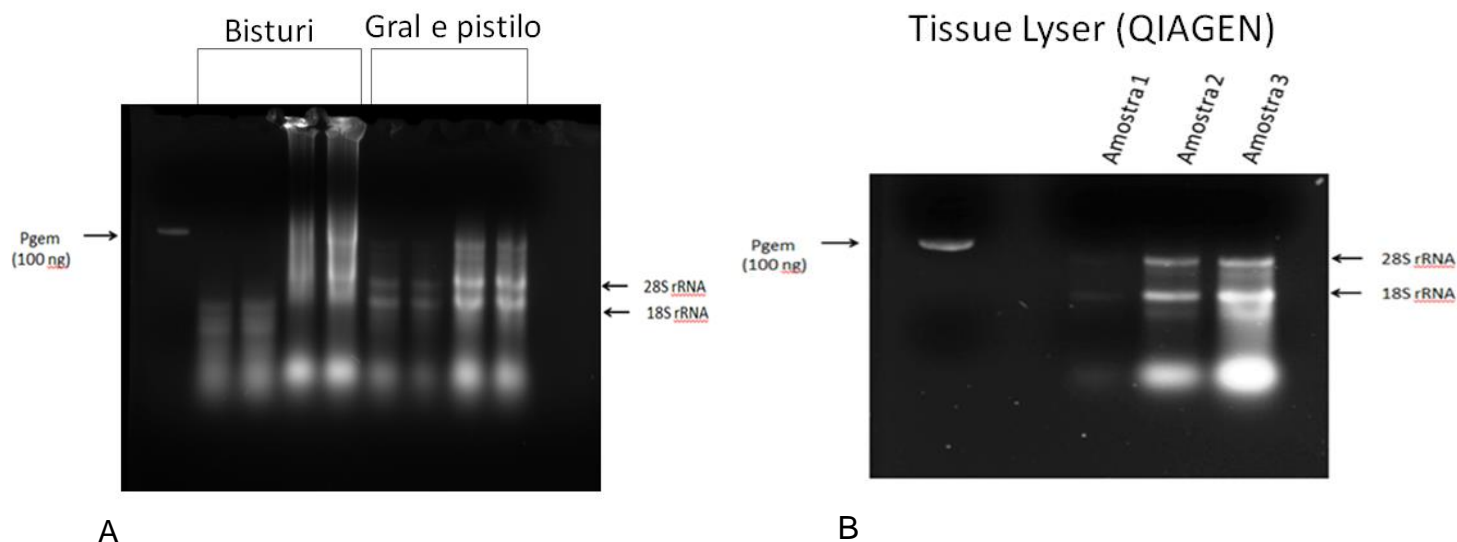 Bisturi
Gral e pistilo
Pgem
(100 ng)
28S rRNA
18S rRNA
A
Tissue Lyser (QIAGEN)
Amostra 1
Amostra 2
Amostra 3
Pgem
(100 ng)
28S rRNA
18S rRNA
B